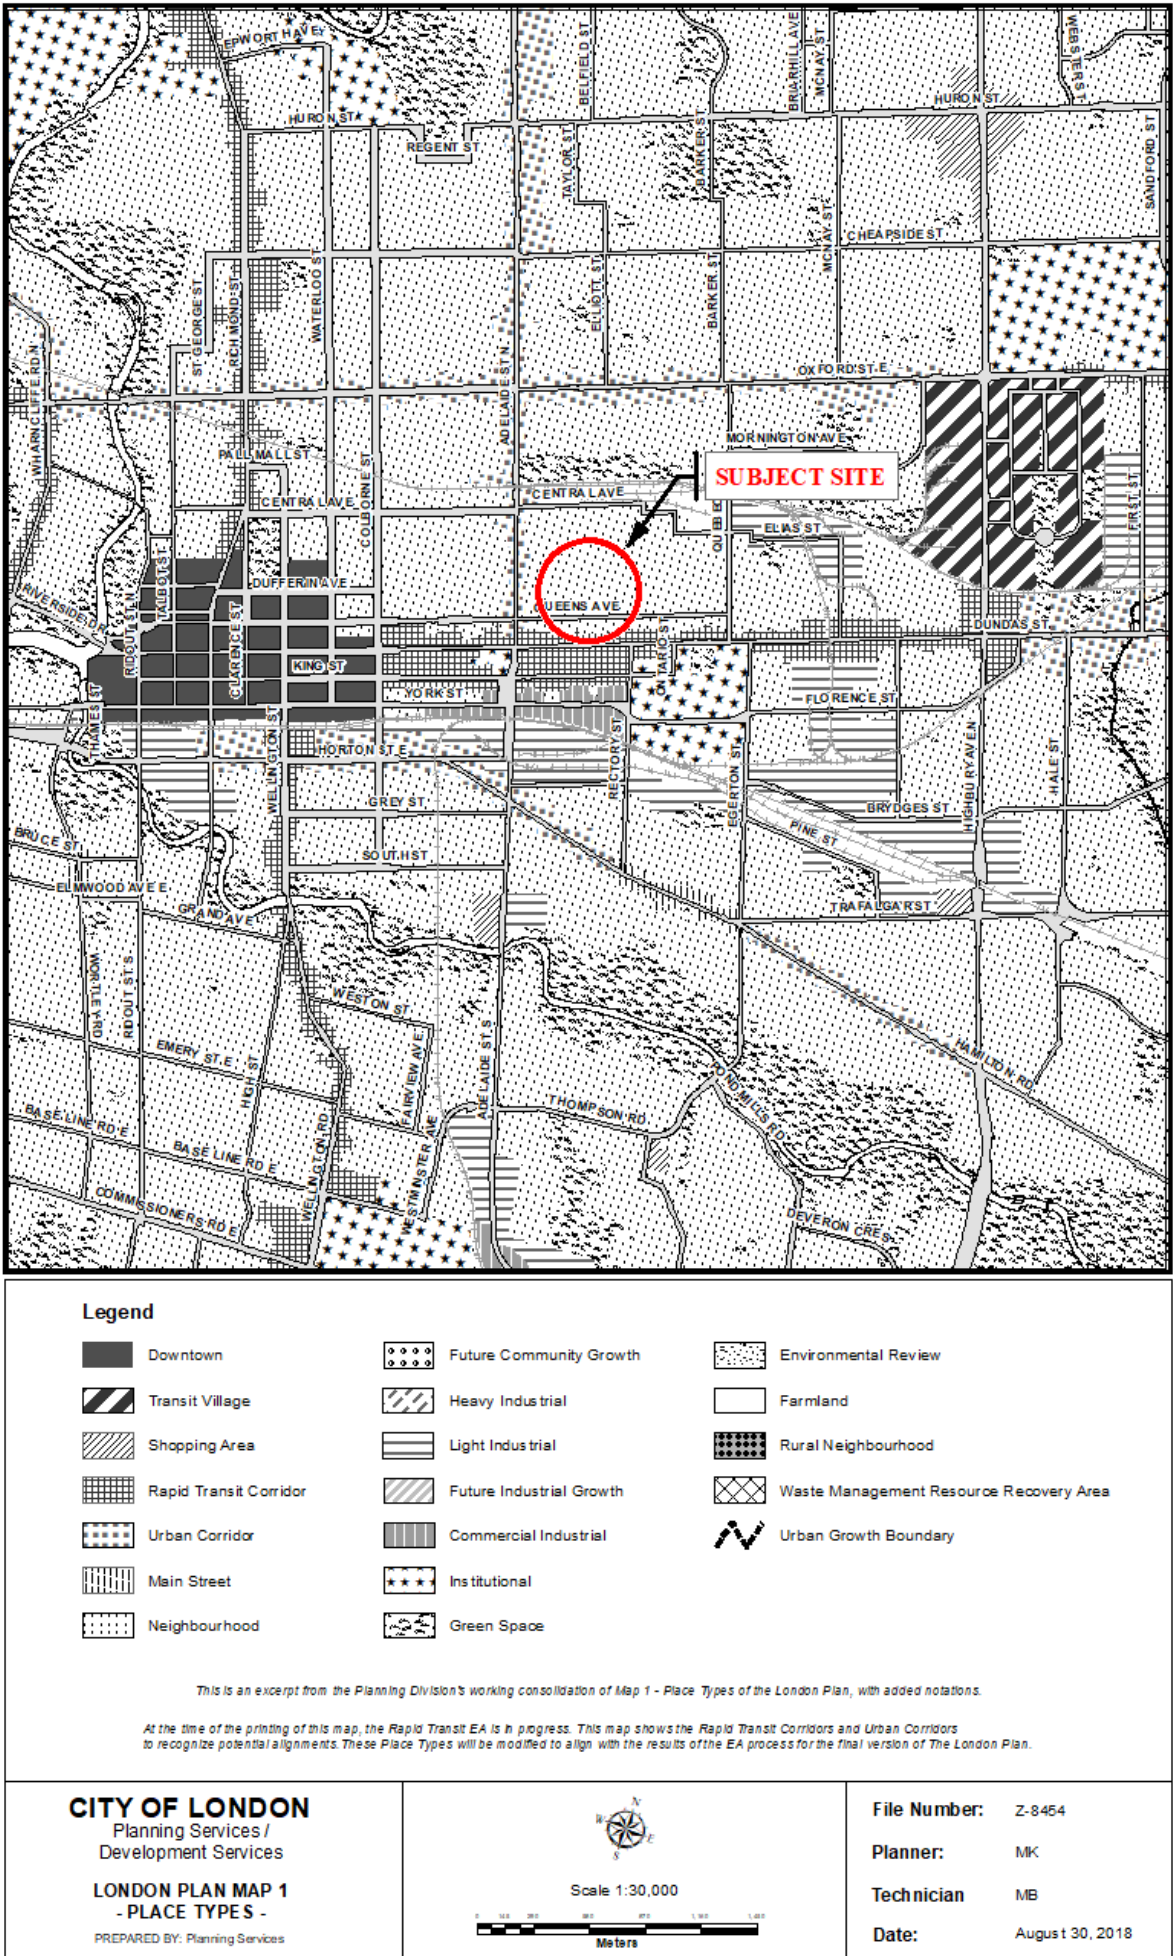 EPWORTH AVE
BELFIELD ST
BRIARHILL AVE
MCNAY ST
WEBSTER ST
HURON ST
HURON ST
REGENT ST
TAYLOR ST
BARKER ST
SANDFORD ST
MCNAY ST
CHEAPSIDE ST
ST GEORGE ST
RICHMOND ST
WATERLOO ST
ELLIOTT ST
BARKER ST
WHARNCLIFFE RD N
OXFORD ST E
ADELAIDE ST N
PALL MALL ST
MORNINGTON AVE
SUBJECT SITE
CENTRAL AVE
CENTRAL AVE
COLBORNE ST
ELIAS ST
FIRST ST
TALBOT ST
DUFFERIN AVE
QUEENS AVE
RIVERSIDE DR
RIDOUT ST N
CLARENCE ST
DUNDAS ST
KING ST
ONTARIO ST
YORK ST
FLORENCE ST
THAMES ST
WELLINGTON ST
HORTON ST E
RECTORY ST
EGERTON ST
HIGHBURY AVE N
HALE ST
GREY ST
BRYDGES ST
PINE ST
BRUCE ST
SOUTH ST
ELMWOOD AVE E
GRAND AVE
TRAFALGAR ST
WORTLEY RD
RIDOUT ST S
WESTON ST
EMERY ST E
HIGH ST
FAIRVIEW AVE
ADELAIDE ST S
HAMILTON RD
POND MILLS RD
THOMPSON RD
BASE LINE RD E
BASE LINE RD E
WELLINGTON RD
WESTMINSTER AVE
COMMISSIONERS RD E
DEVERON CRES
Legend
Downtown
Transit Village
Shopping Area
Rapid Transit Corridor
Urban Corridor
Main Street
Neighbourhood
Future Community Growth
Heavy Industrial
Light Industrial
Future Industrial Growth
Commercial Industrial
Institutional
Green Space
Environmental Review
Farmland
Rural Neighbourhood
Waste Management Resource Recovery Area
Urban Growth Boundary
This is an excerpt from the Planning Division's working consolidation of Map 1 - Place Types of the London Plan, with added notations.
At the time of the printing of this map, the Rapid Transit EA is in progress. This map shows the Rapid Transit Corridors and Urban Corridors
to recognize potential alignments. These Place Types will be modified to align with the results of the EA process for the final version of The London Plan.
CITY OF LONDON
Planning Services /
Development Services
LONDON PLAN MAP 1
- PLACE TYPES -
PREPARED BY: Planning Services
N
W
E
S
Scale 1:30,000
0
Meters
File Number: Z-8454
Planner: MK
Technician MB
Date: August 30, 2018